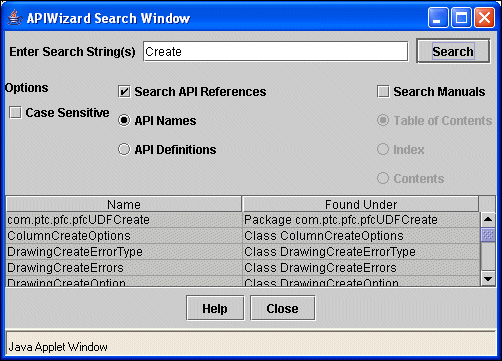 APIWizard Search Window
Enter Search String(s) Create Search
Options Search API References Search Manuals
Case Sensitive API Names Table of Contents
API Definitions Index
Contents
Name Found Under
com.ptc.pfc.pfcUDFCreate Package com.ptc.pfc.pfcUDFCreate
ColumnCreateOptions Class ColumnCreateOptions
DrawingCreateErrorType Class DrawingCreateErrorType
DrawingCreateErrors Class DrawingCreateErrors
DrawingCreateOption Class DrawingCreateOption
Help Close
Java Applet Window